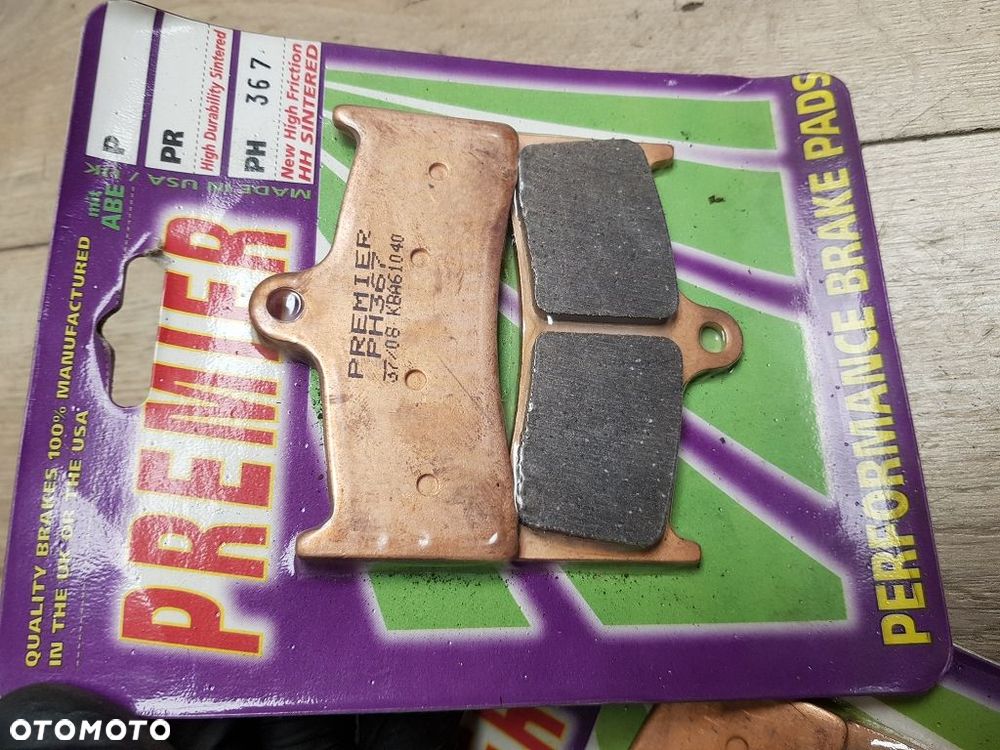 P
PR
High Durability Sintered
PH 367
New High Friction
HH SINTERED
MADE IN USA / UK
mit
ABE
PREMIER
QUALITY BRAKES 100% MANUFACTURED
IN THE UK OR THE USA
PREMIER
PH367
37/08 KBA61040
PERFORMANCE BRAKE PADS
OTOMOTO